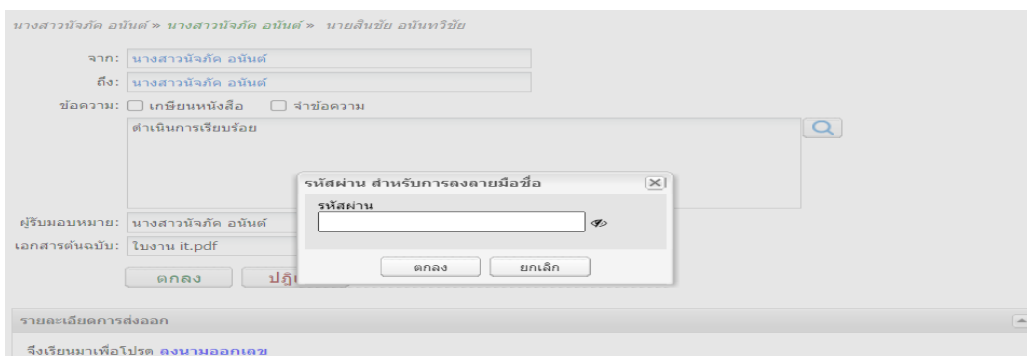 นางสาวนัจภัค อนันต์ » นางสาวนัจภัค อนันต์ » นายสินชัย อนันทวิชัย
จาก: นางสาวนัจภัค อนันต์
ถึง: นางสาวนัจภัค อนันต์
ข้อความ: เกษียนหนังสือ จำข้อความ
ดำเนินการเรียบร้อย
รหัสผ่าน สำหรับการลงลายมือชื่อ
รหัสผ่าน
ผู้รับมอบหมาย: นางสาวนัจภัค อนันต์
เอกสารต้นฉบับ: ใบงาน it.pdf
ตกลง ยกเลิก
ตกลง ปฏิ
รายละเอียดการส่งออก
จึงเรียนมาเพื่อโปรด ลงนามออกเลข